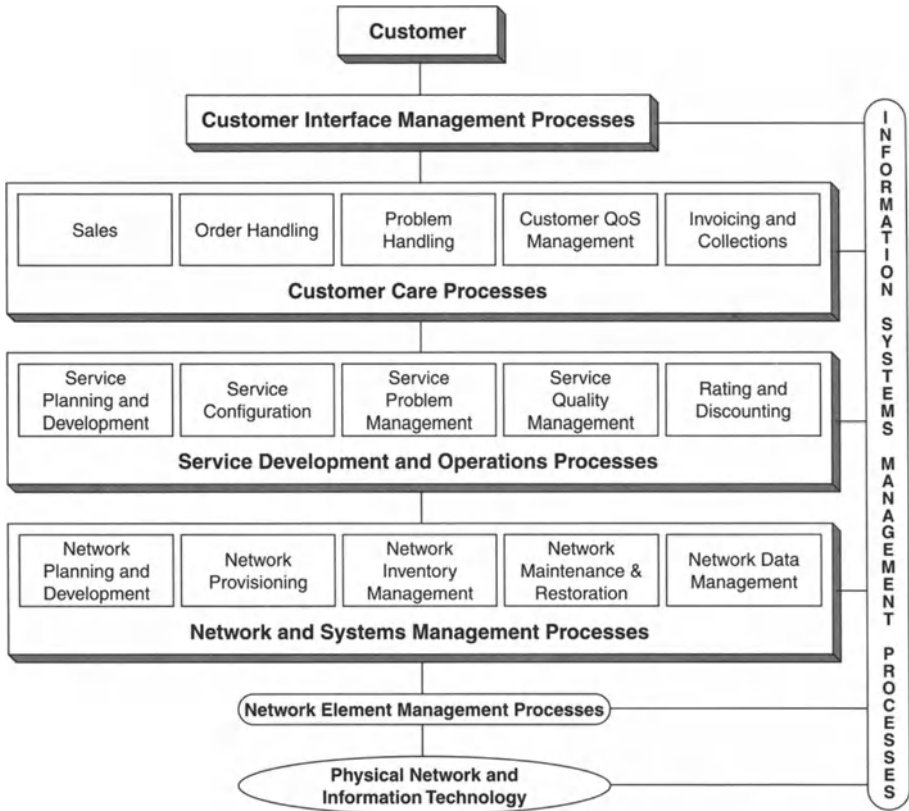 Customer
Customer Interface Management Processes
Sales
Order Handling
Problem
Handling
Customer QoS
Management
Invoicing and
Collections
Customer Care Processes
Service
Planning and
Development
Service
Configuration
Service
Problem
Management
Service
Quality
Management
Rating and
Discounting
Service Development and Operations Processes
Network
Planning and
Development
Network
Provisioning
Network
Inventory
Management
Network
Maintenance &
Restoration
Network Data
Management
Network and Systems Management Processes
Network Element Management Processes
Physical Network and
Information Technology
INFORMATION SYSTEMS MANAGEMENT PROCESSES